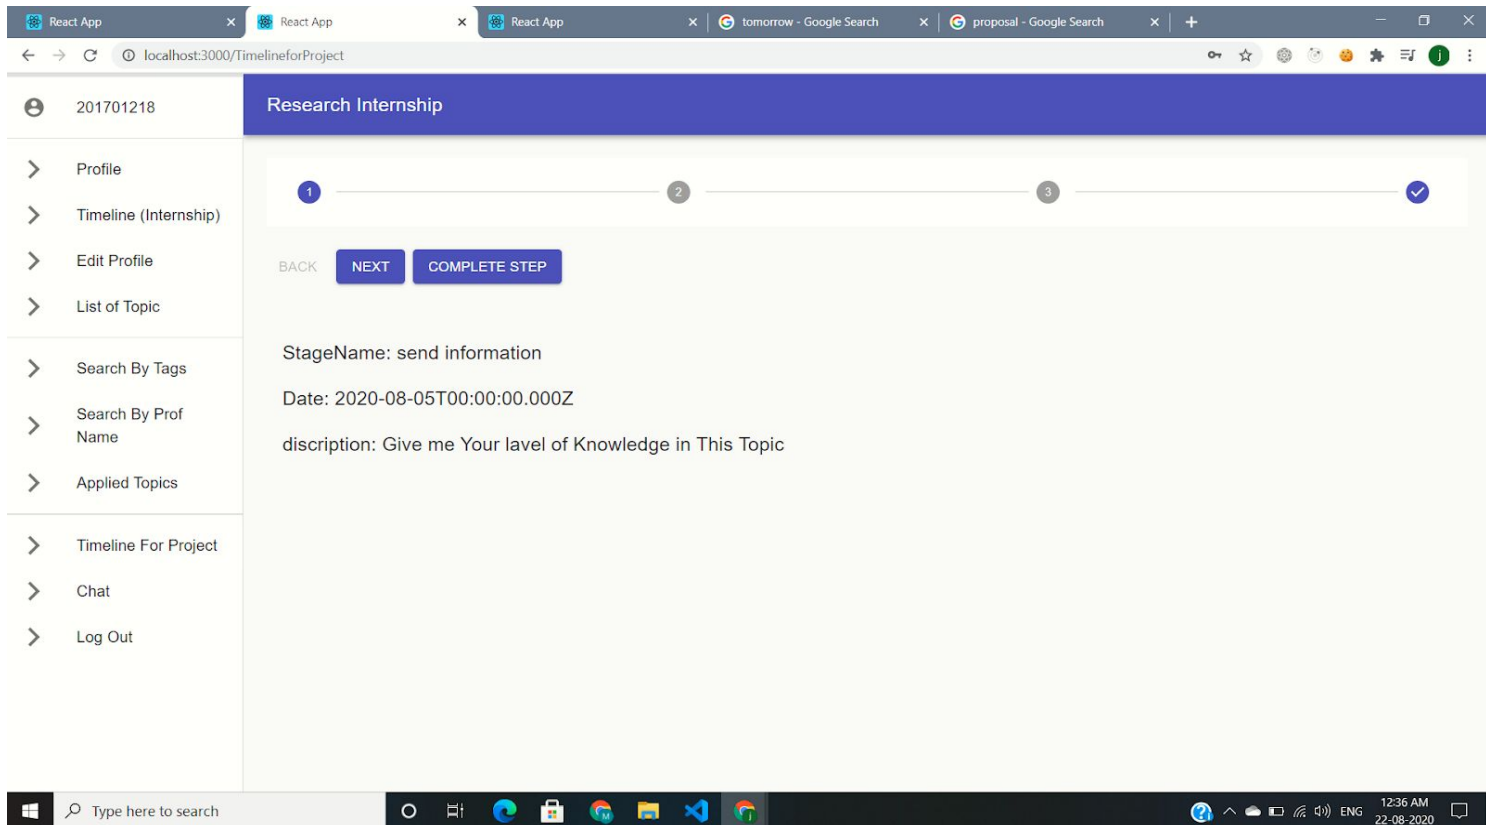 React App
React App
React App
tomorrow - Google Search
proposal - Google Search
localhost:3000/TimelineforProject
j
201701218
Research Internship
Profile
Timeline (Internship)
Edit Profile
List of Topic
Search By Tags
Search By Prof
Name
Applied Topics
Timeline For Project
Chat
Log Out
1
2
3
BACK
NEXT
COMPLETE STEP
StageName: send information
Date: 2020-08-05T00:00:00.000Z
discription: Give me Your lavel of Knowledge in This Topic
Type here to search
ENG
12:36 AM
22-08-2020